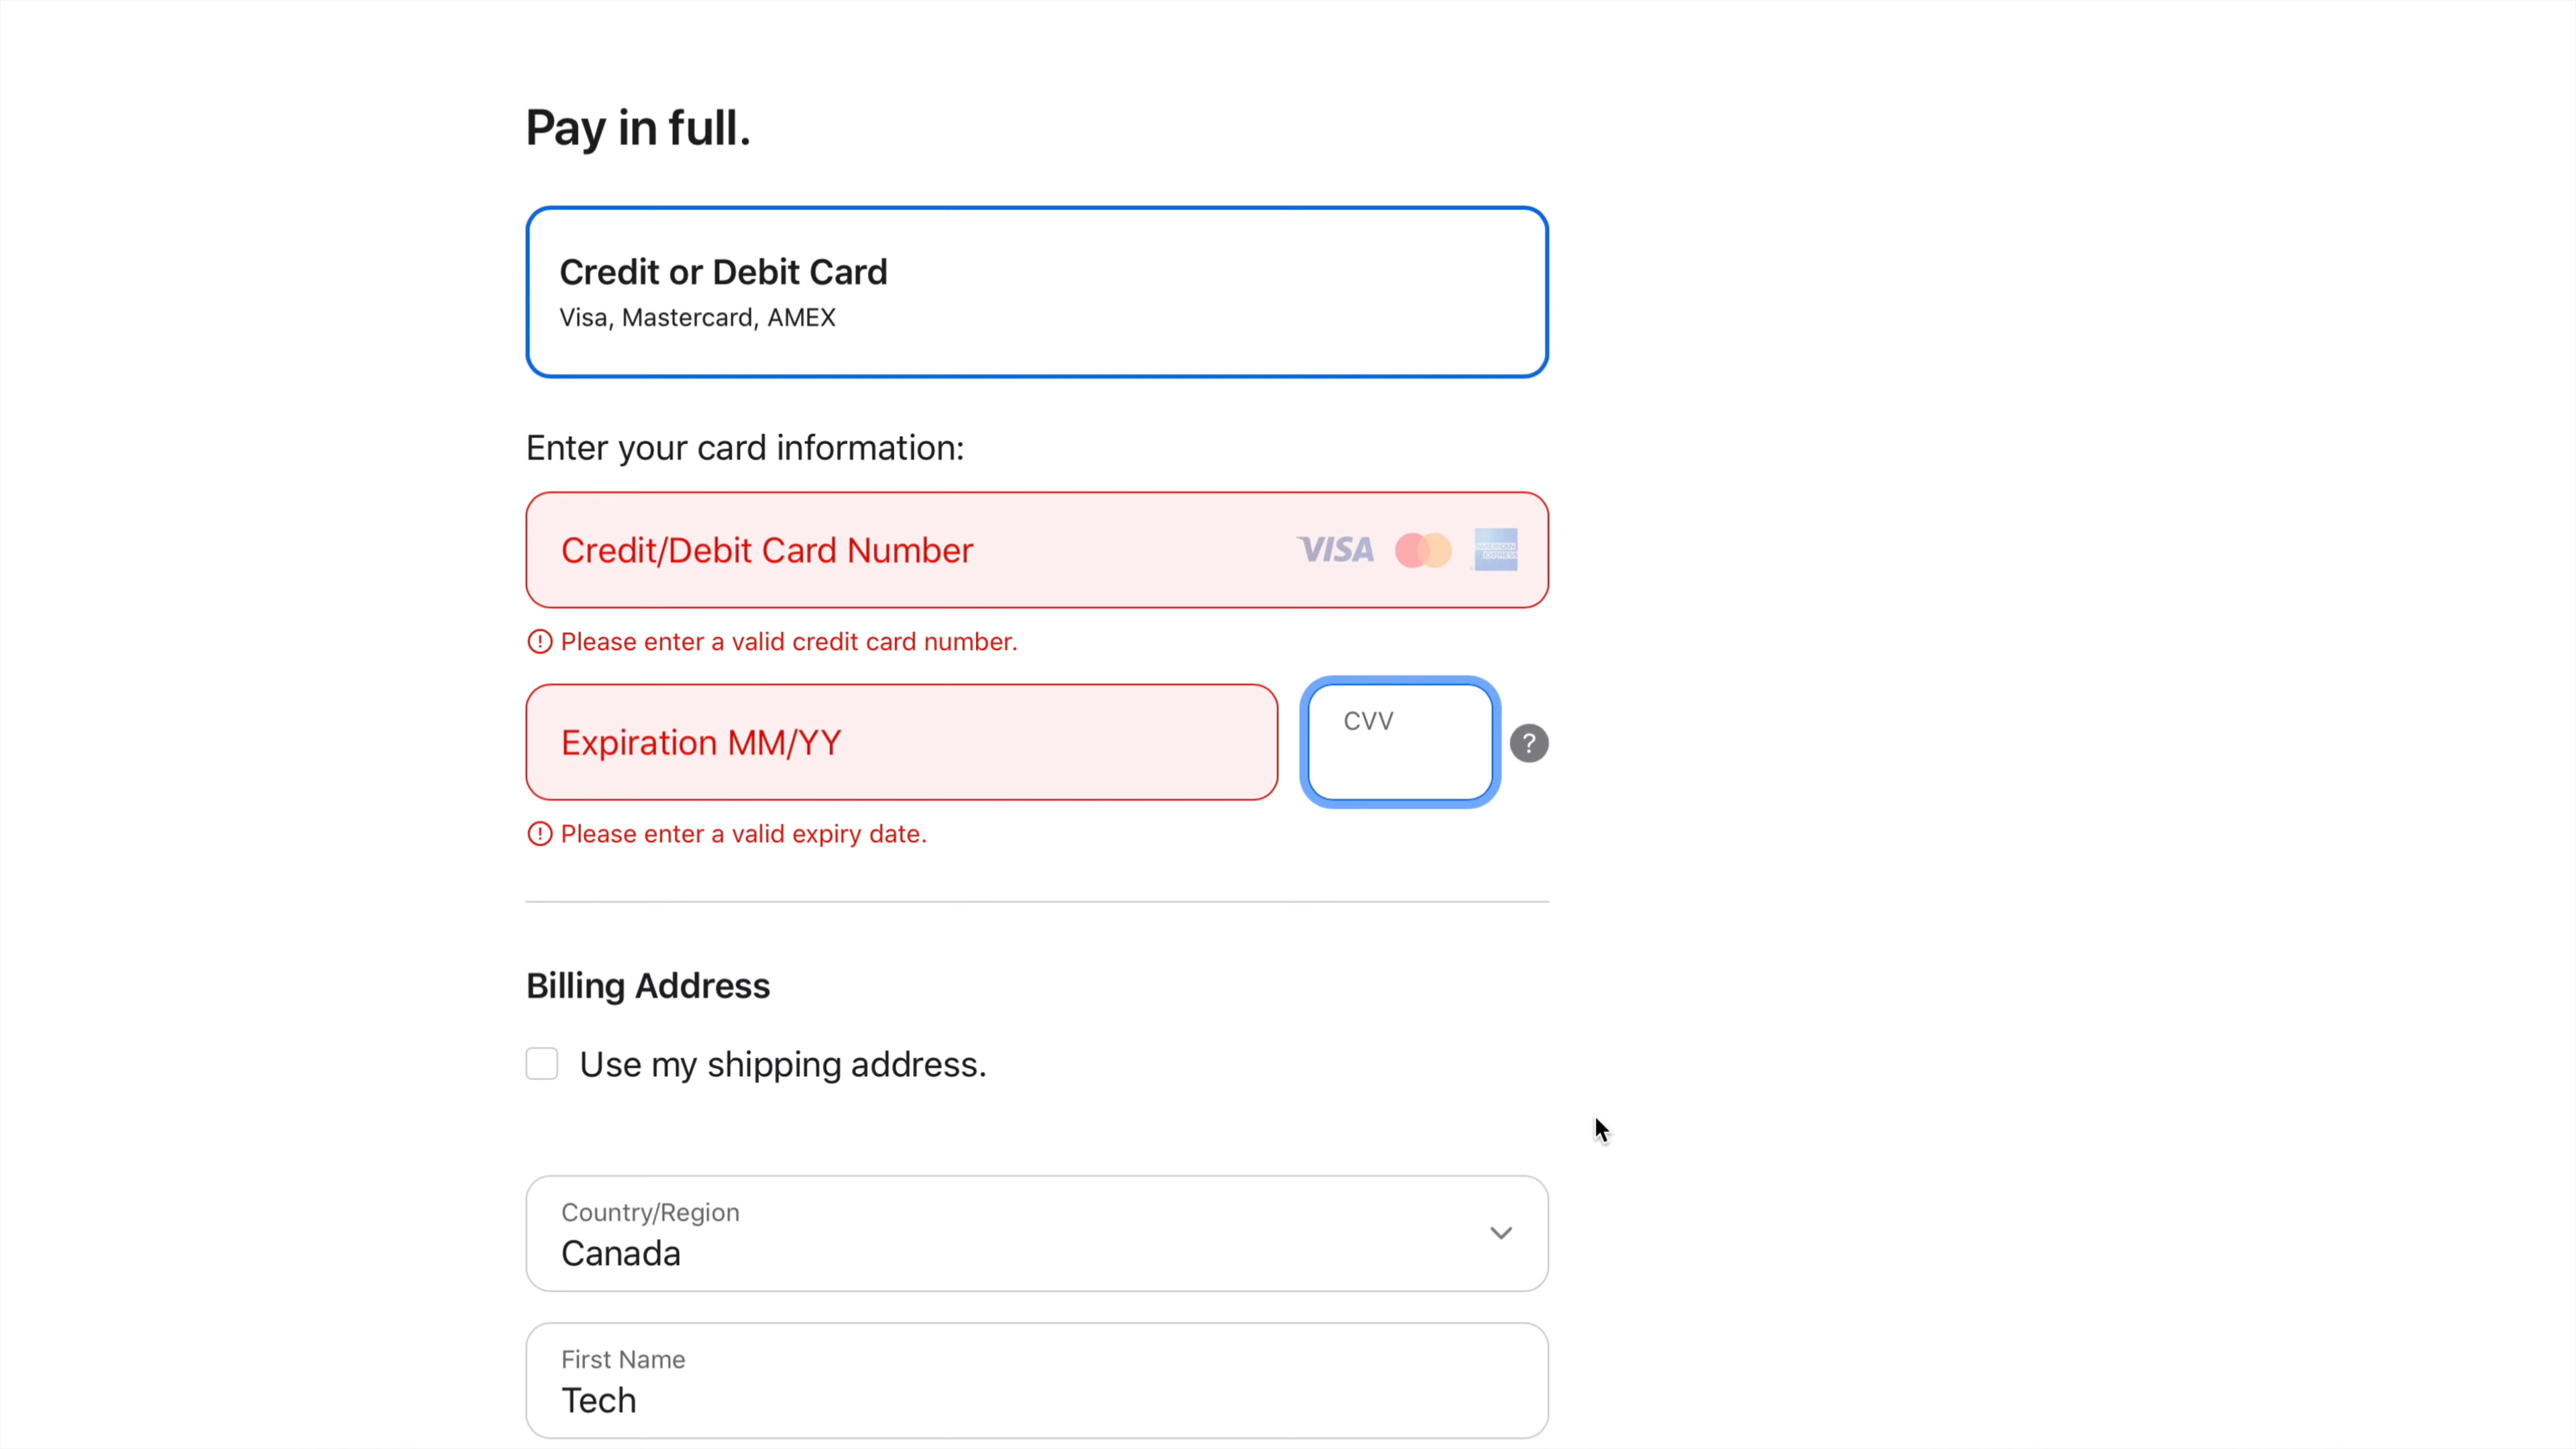 Pay in full.
Credit or Debit Card
Visa, Mastercard, AMEX
Enter your card information:
Credit/Debit Card Number VISA AMERICAN EXPRESS
Please enter a valid credit card number.
Expiration MM/YY CVV ?
Please enter a valid expiry date.
Billing Address
Use my shipping address.
Country/Region
Canada
First Name
Tech